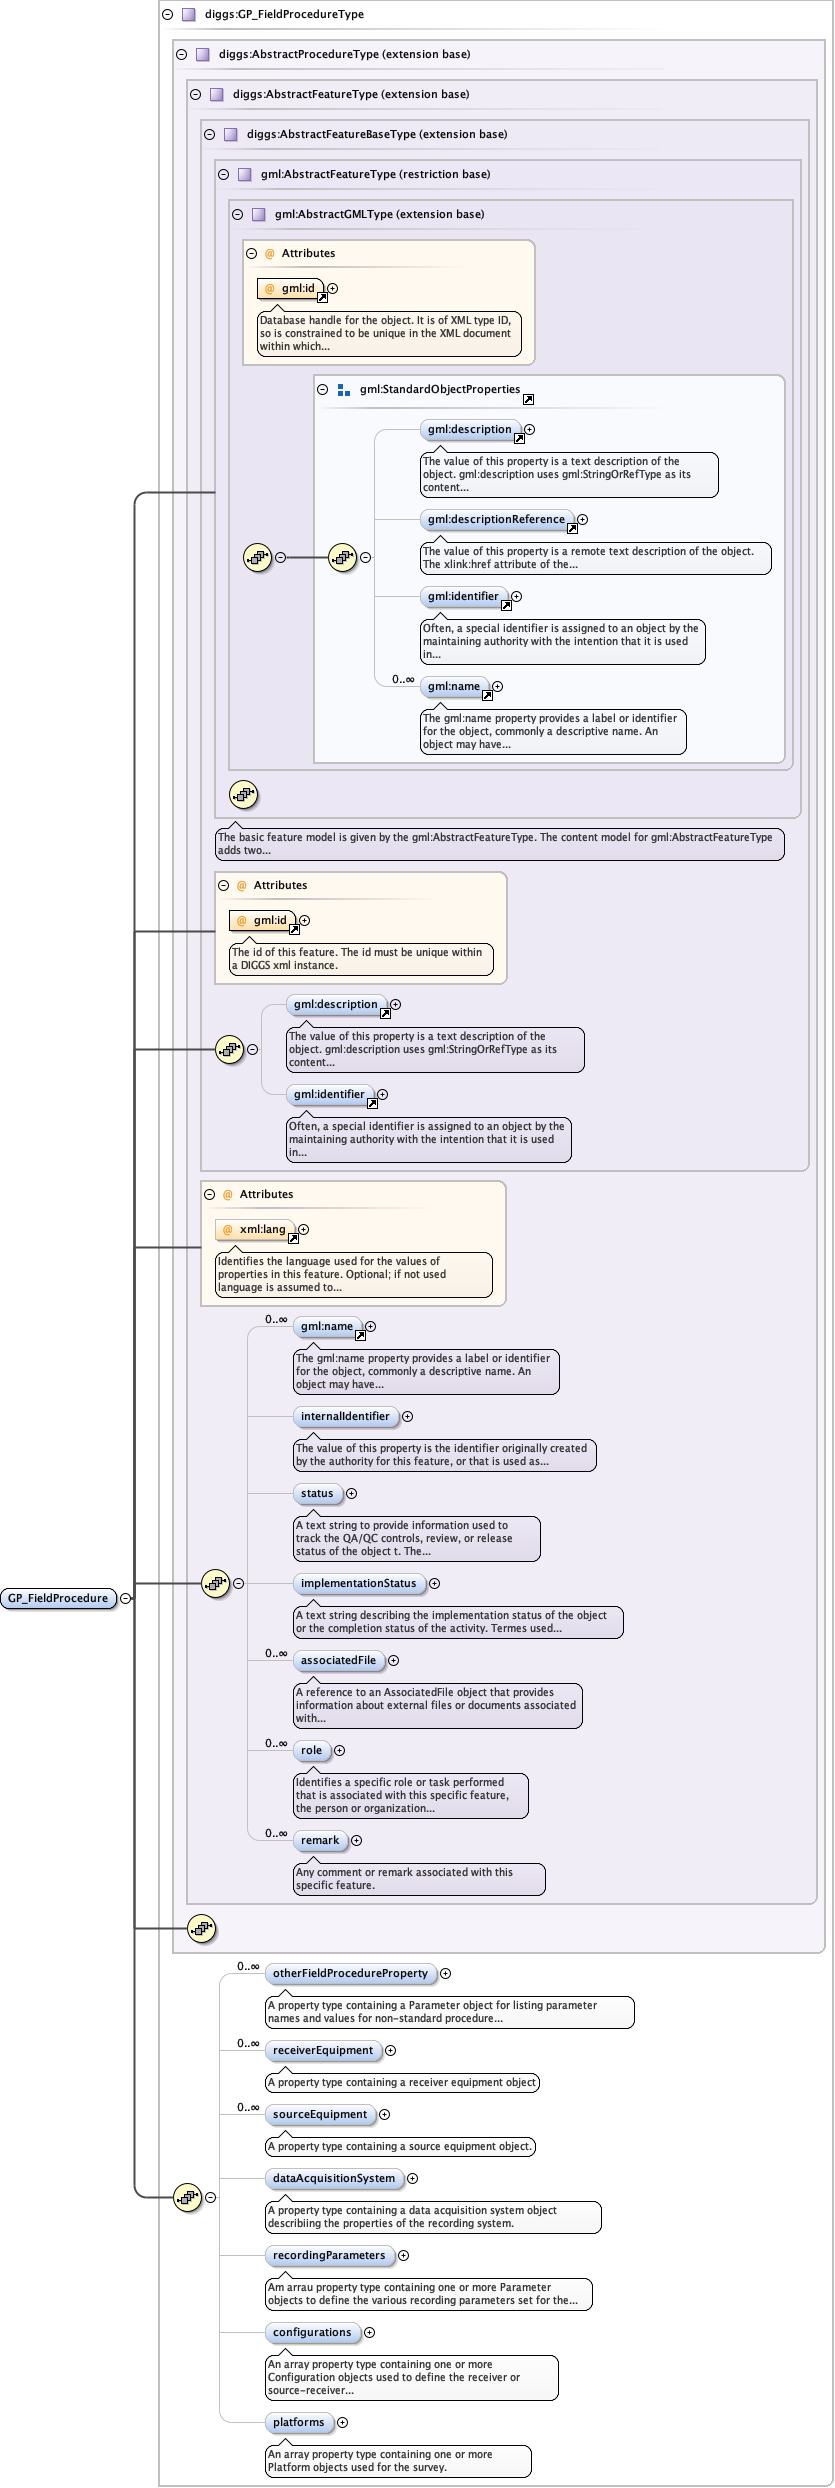 diggs:GP_FieldProcedureType
diggs:AbstractProcedureType (extension base)
diggs:AbstractFeatureType (extension base)
diggs:AbstractFeatureBaseType (extension base)
gml:AbstractFeatureType (restriction base)
gml:AbstractGMLType (extension base)
@ Attributes
@ gml:id
Database handle for the object. It is of XML type ID,
so is constrained to be unique in the XML document
within which...
gml:StandardObjectProperties
gml:description
The value of this property is a text description of the
object. gml:description uses gml:StringOrRefType as its
content...
gml:descriptionReference
The value of this property is a remote text description of the object.
The xlink:href attribute of the...
gml:identifier
Often, a special identifier is assigned to an object by the
maintaining authority with the intention that it is used
in...
0..∞
gml:name
The gml:name property provides a label or identifier
for the object, commonly a descriptive name. An
object may have...
The basic feature model is given by the gml:AbstractFeatureType. The content model for gml:AbstractFeatureType
adds two...
@ Attributes
@ gml:id
The id of this feature. The id must be unique within
a DIGGS xml instance.
gml:description
The value of this property is a text description of the
object. gml:description uses gml:StringOrRefType as its
content...
gml:identifier
Often, a special identifier is assigned to an object by the
maintaining authority with the intention that it is used
in...
@ Attributes
@ xml:lang
Identifies the language used for the values of
properties in this feature. Optional; if not used
language is assumed to...
0..∞
gml:name
The gml:name property provides a label or identifier
for the object, commonly a descriptive name. An
object may have...
internalIdentifier
The value of this property is the identifier originally created
by the authority for this feature, or that is used as...
status
A text string to provide information used to
track the QA/QC controls, review, or release
status of the object t. The...
implementationStatus
GP_FieldProcedure
A text string describing the implementation status of the object
or the completion status of the activity. Termes used...
0..∞
associatedFile
A reference to an AssociatedFile object that provides
information about external files or documents associated
with...
0..∞
role
Identifies a specific role or task performed
that is associated with this specific feature,
the person or organization...
0..∞
remark
Any comment or remark associated with this
specific feature.
0..∞
otherFieldProcedureProperty
A property type containing a Parameter object for listing parameter
names and values for non-standard procedure...
0..∞
receiverEquipment
A property type containing a receiver equipment object
0..∞
sourceEquipment
A property type containing a source equipment object.
dataAcquisitionSystem
A property type containing a data acquisition system object
describiing the properties of the recording system.
recordingParameters
Am arrau property type containing one or more Parameter
objects to define the various recording parameters set for the...
configurations
An array property type containing one or more
Configuration objects used to define the receiver or
source-receiver...
platforms
An array property type containing one or more
Platform objects used for the survey.